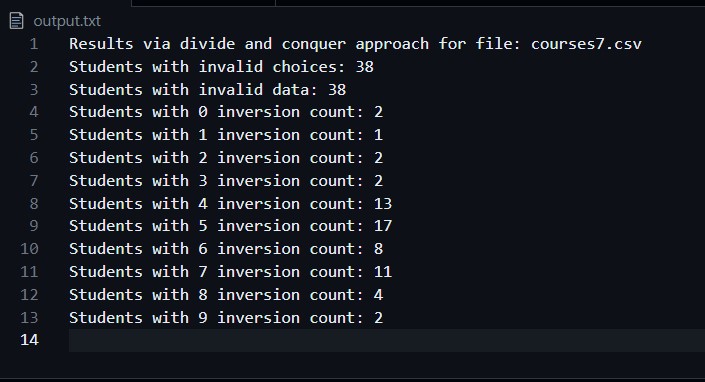 output.txt
1 Results via divide and conquer approach for file: courses7.csv
2 Students with invalid choices: 38
3 Students with invalid data: 38
4 Students with 0 inversion count: 2
5 Students with 1 inversion count: 1
6 Students with 2 inversion count: 2
7 Students with 3 inversion count: 2
8 Students with 4 inversion count: 13
9 Students with 5 inversion count: 17
10 Students with 6 inversion count: 8
11 Students with 7 inversion count: 11
12 Students with 8 inversion count: 4
13 Students with 9 inversion count: 2
14